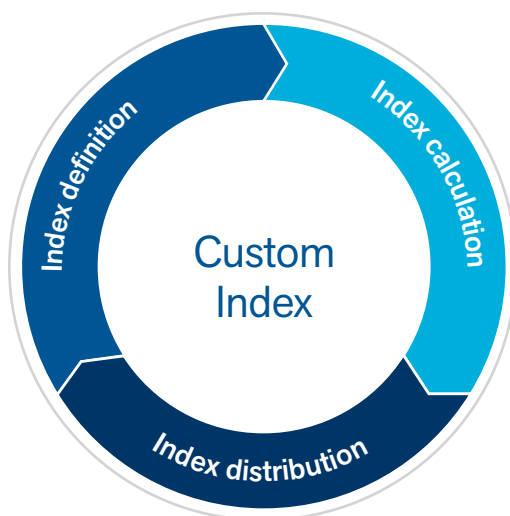 Index definition
Index calculation
Custom
Index
Index distribution